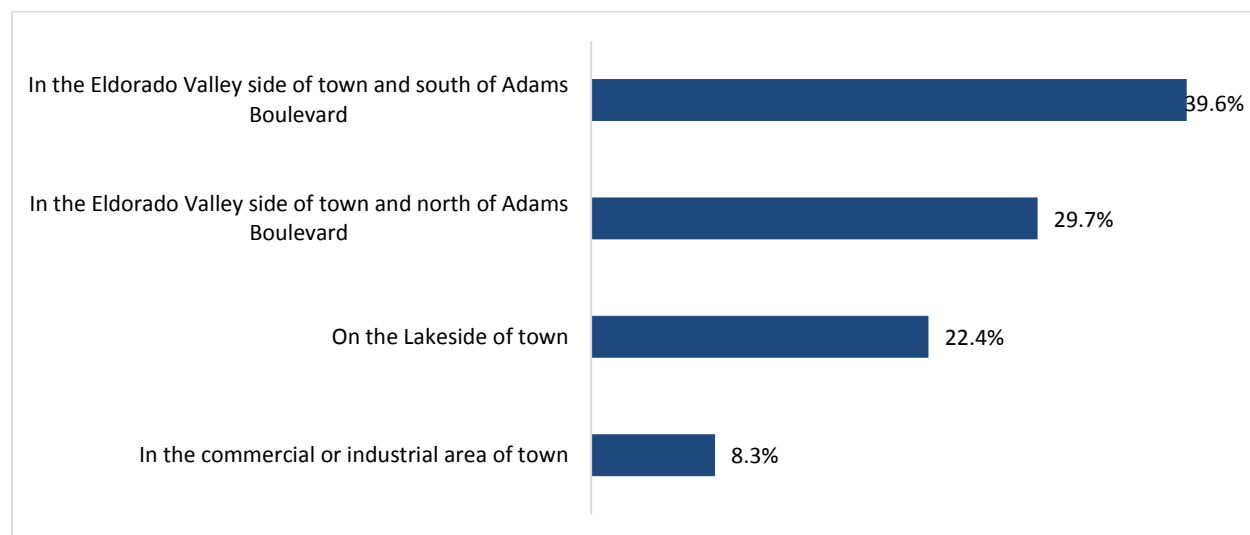 In the Eldorado Valley side of town and south of Adams
Boulevard
39.6%
In the Eldorado Valley side of town and north of Adams
Boulevard
29.7%
On the Lakeside of town
22.4%
In the commercial or industrial area of town
8.3%